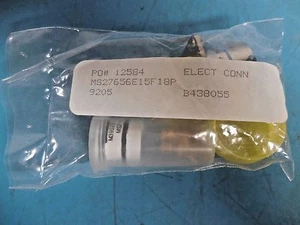 PO# 12584 ELECT CONN
MS27656E15F18P
9205 B438055